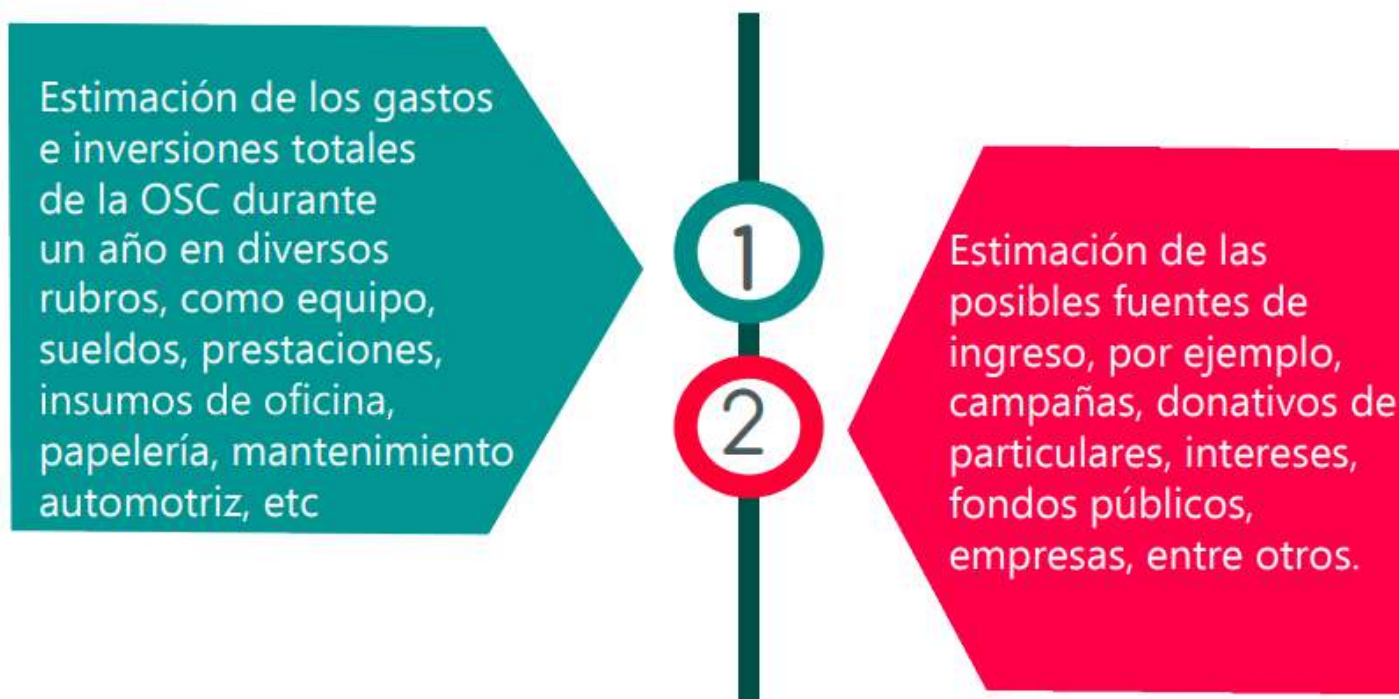 Estimación de los gastos
e inversiones totales
de la OSC durante
un año en diversos
rubros, como equipo,
sueldos, prestaciones,
insumos de oficina,
papelería, mantenimiento
automotriz, etc
1
2
Estimación de las
posibles fuentes de
ingreso, por ejemplo,
campañas, donativos de
particulares, intereses,
fondos públicos,
empresas, entre otros.